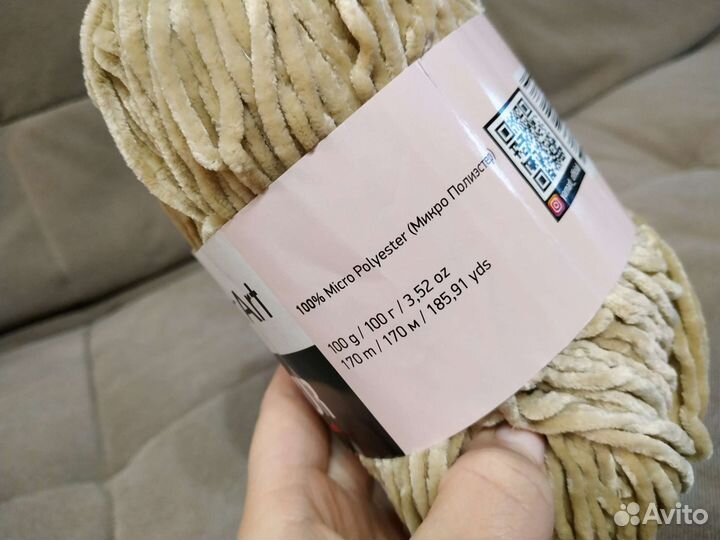 100% Micro Polyester (Микро Полиэстер)
100 g / 100 г / 3,52 oz
170 m / 170 м / 185,91 yds
Art
Avito